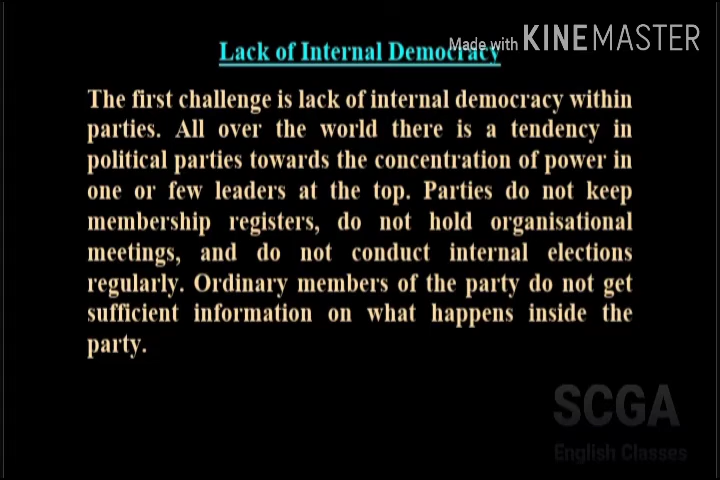 Made with KINEMASTER
Lack of Internal Democracy
The first challenge is lack of internal democracy within
parties. All over the world there is a tendency in
political parties towards the concentration of power in
one or few leaders at the top. Parties do not keep
membership registers, do not hold organisational
meetings, and do not conduct internal elections
regularly. Ordinary members of the party do not get
sufficient information on what happens inside the
party.
SCGA
English Classes